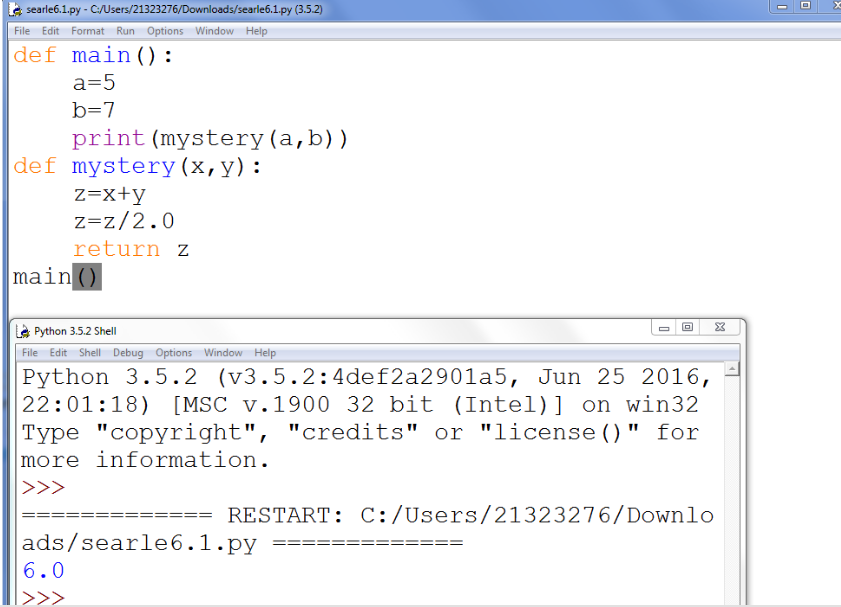 searle6.1.py - C:/Users/21323276/Downloads/searle6.1.py (3.5.2)
File Edit Format Run Options Window Help
def main():
    a=5
    b=7
    print(mystery(a,b))
def mystery(x,y):
    z=x+y
    z=z/2.0
    return z
main()
Python 3.5.2 Shell
File Edit Shell Debug Options Window Help
Python 3.5.2 (v3.5.2:4def2a2901a5, Jun 25 2016,
22:01:18) [MSC v.1900 32 bit (Intel)] on win32
Type "copyright", "credits" or "license()" for
more information.
>>>
============= RESTART: C:/Users/21323276/Downlo
ads/searle6.1.py =============
6.0
>>>